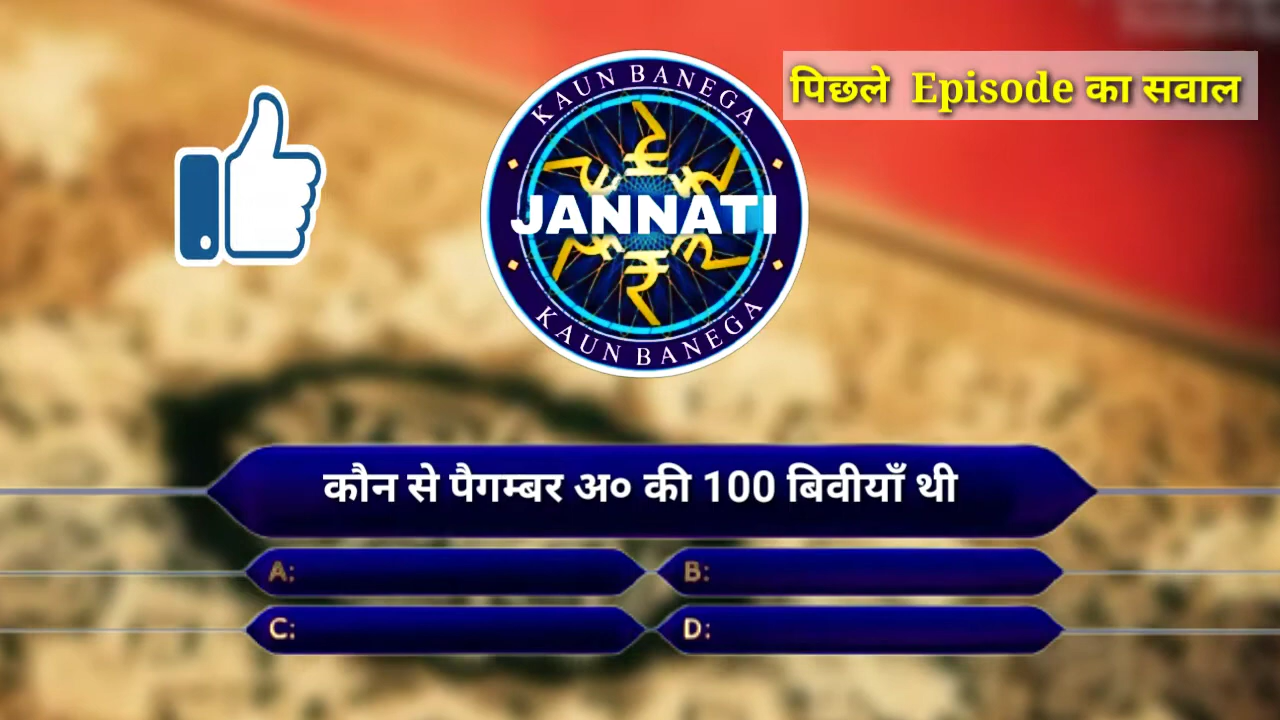 पिछले Episode का सवाल
KAUN BANEGA
JANNATI
KAUN BANEGA
कौन से पैगम्बर अ० की 100 बिवीयाँ थी
A:
B:
C:
D: